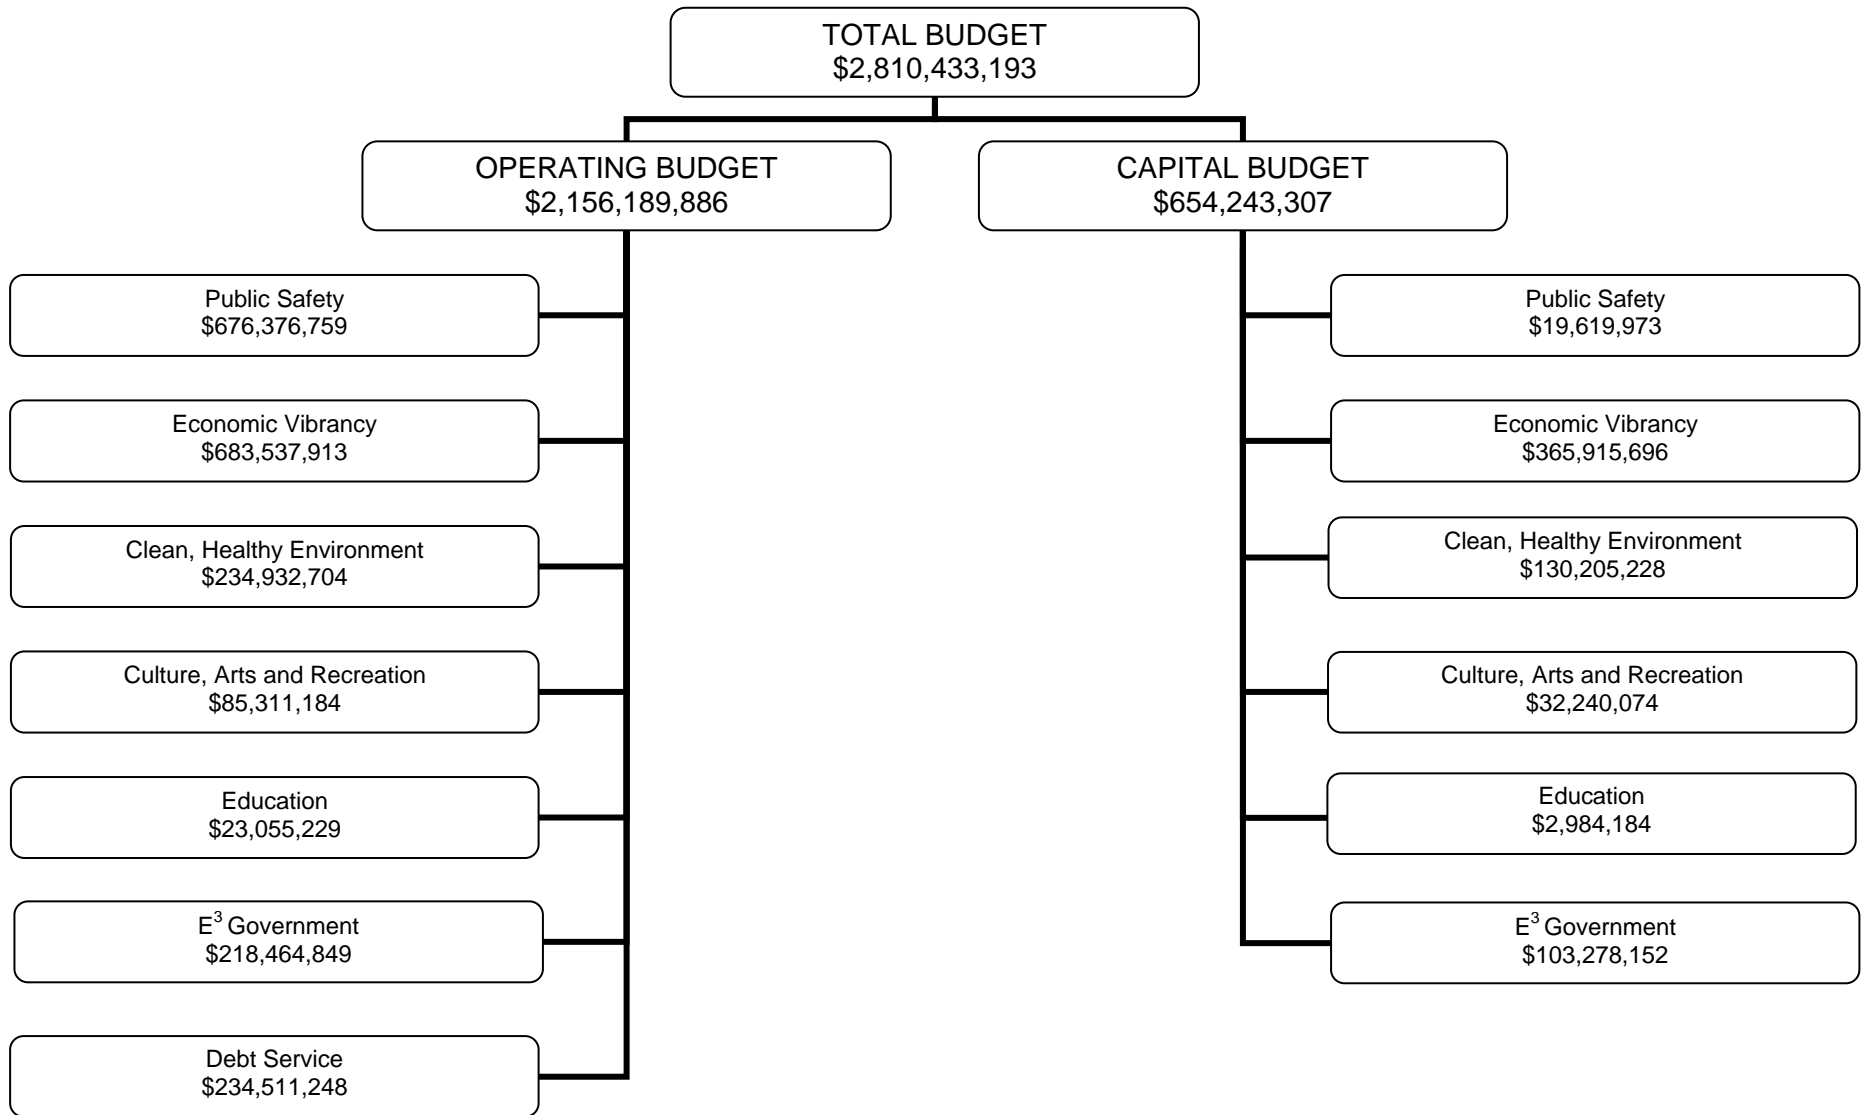 TOTAL BUDGET
$2,810,433,193
OPERATING BUDGET
$2,156,189,886
CAPITAL BUDGET
$654,243,307
Public Safety
$676,376,759
Economic Vibrancy
$683,537,913
Clean, Healthy Environment
$234,932,704
Culture, Arts and Recreation
$85,311,184
Education
$23,055,229
E³ Government
$218,464,849
Debt Service
$234,511,248
Public Safety
$19,619,973
Economic Vibrancy
$365,915,696
Clean, Healthy Environment
$130,205,228
Culture, Arts and Recreation
$32,240,074
Education
$2,984,184
E³ Government
$103,278,152